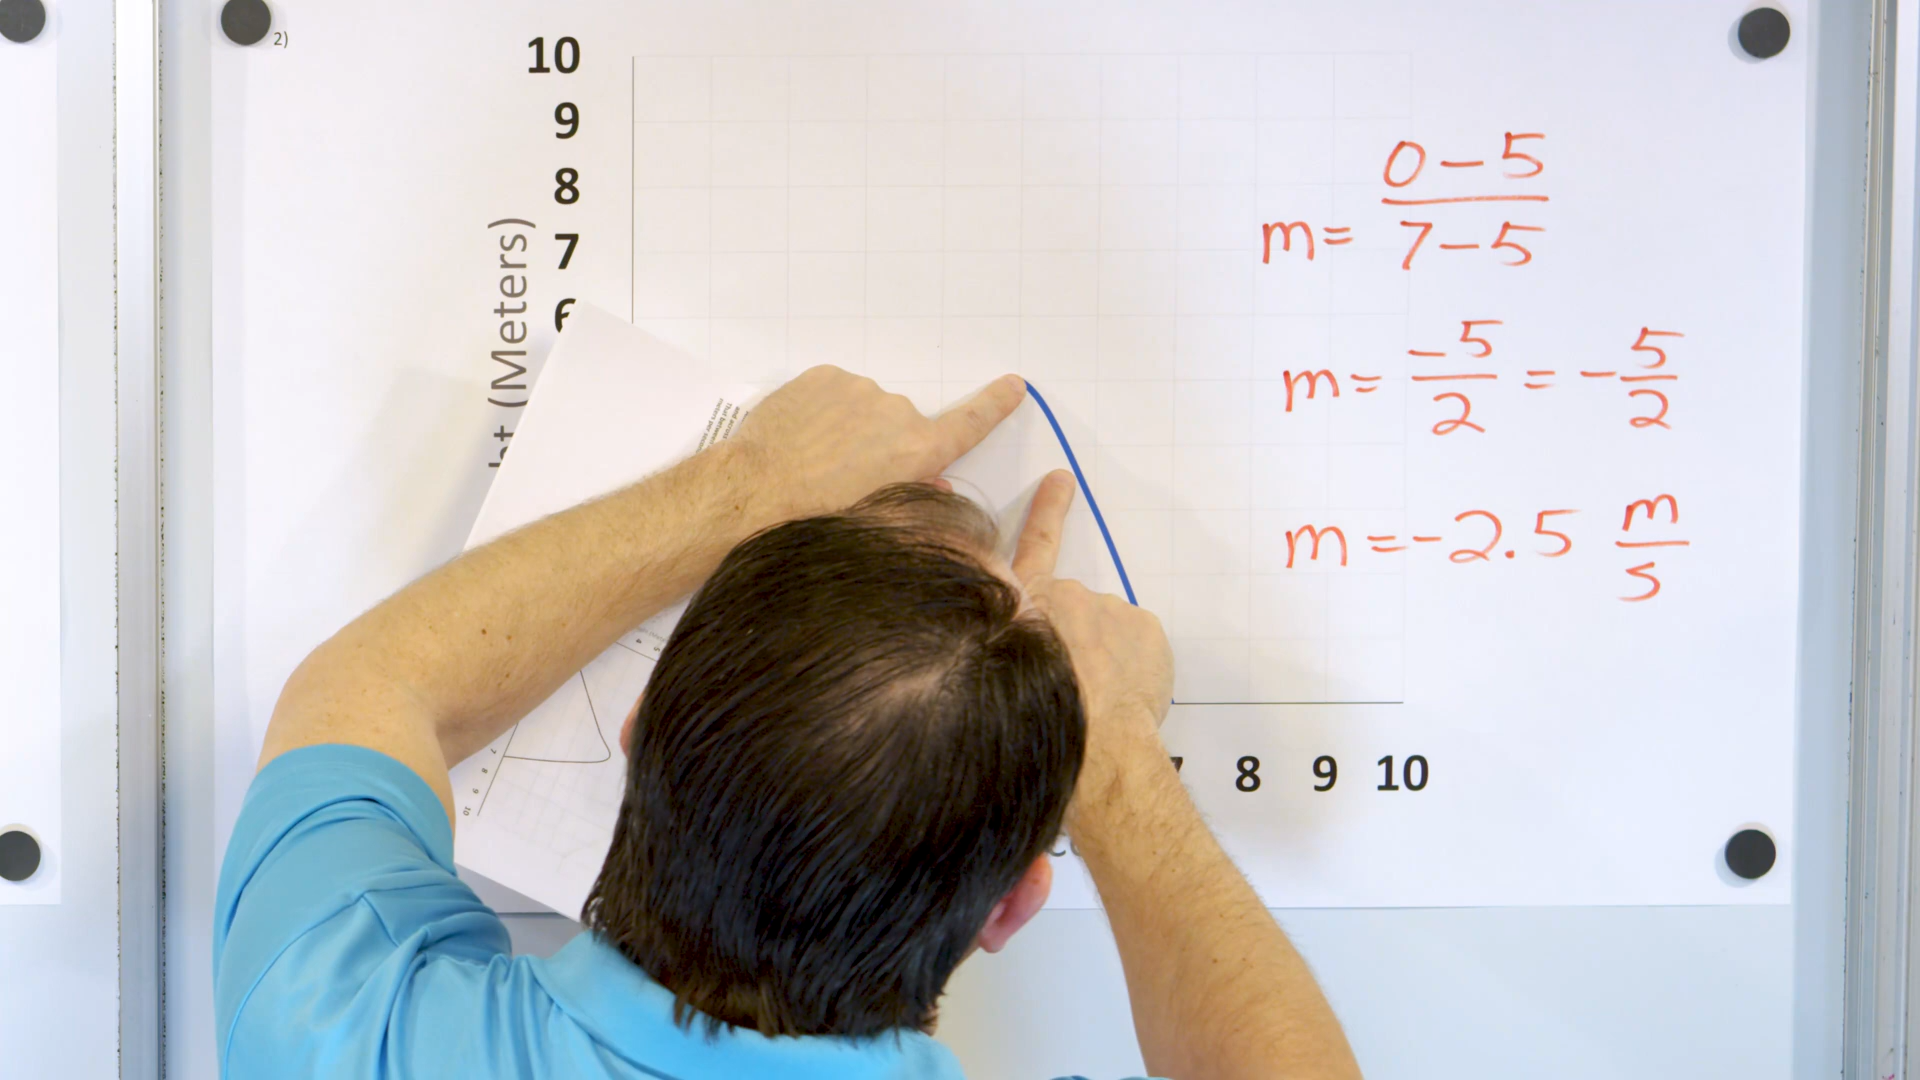 2)
10
9
8
7
(Meters)
8 9 10
m= 0-5
7-5
m= -5/2 = -5/2
m=-2.5 m/s